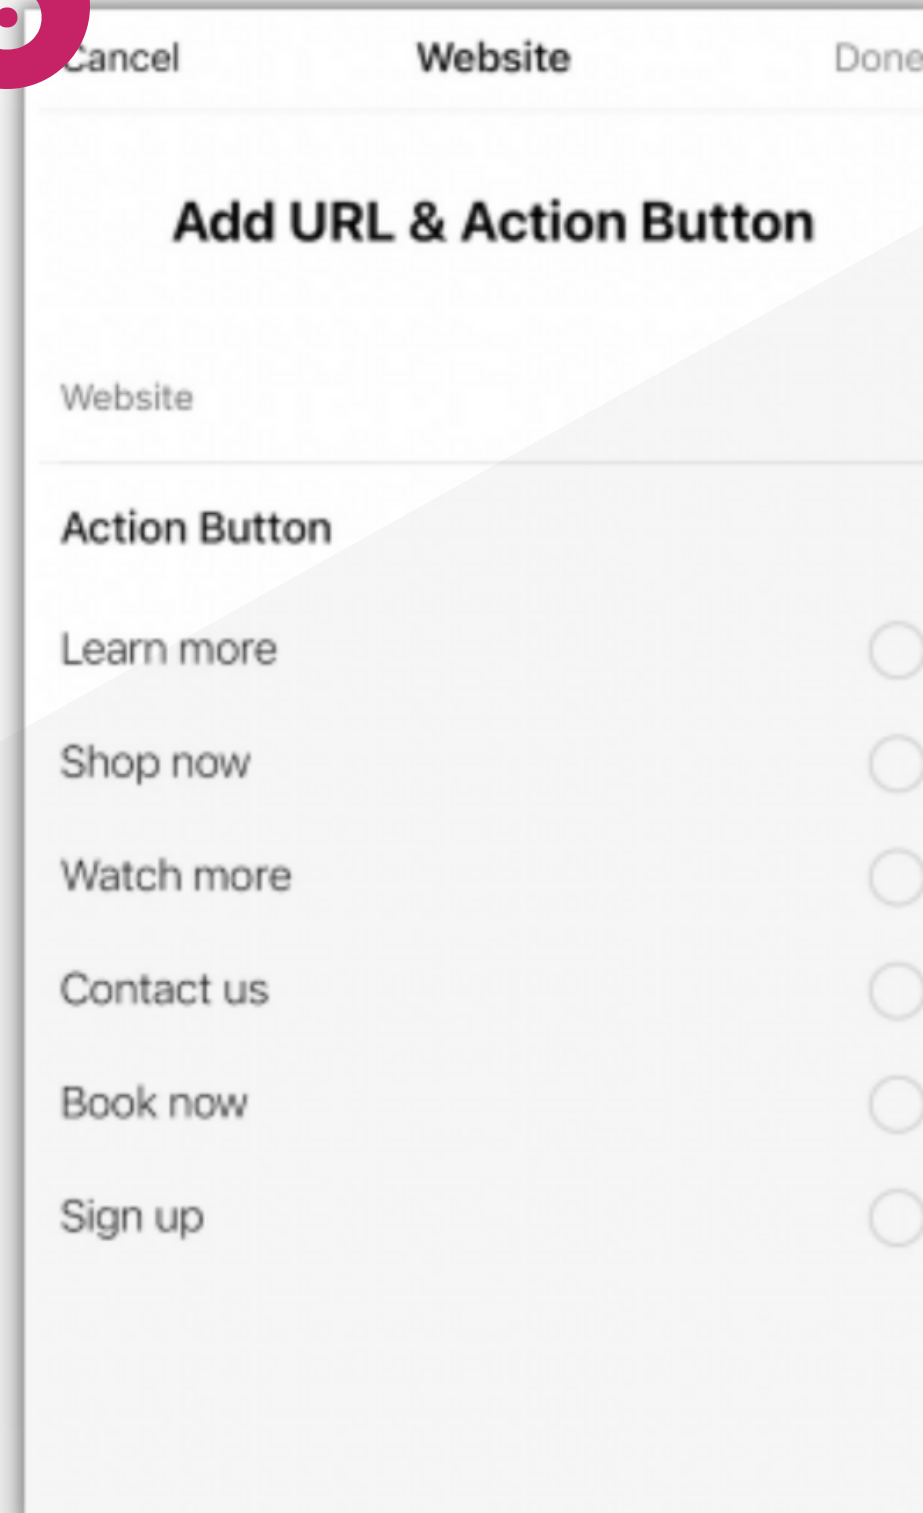 Cancel
Website
Done
Add URL & Action Button
Website
Action Button
Learn more
Shop now
Watch more
Contact us
Book now
Sign up